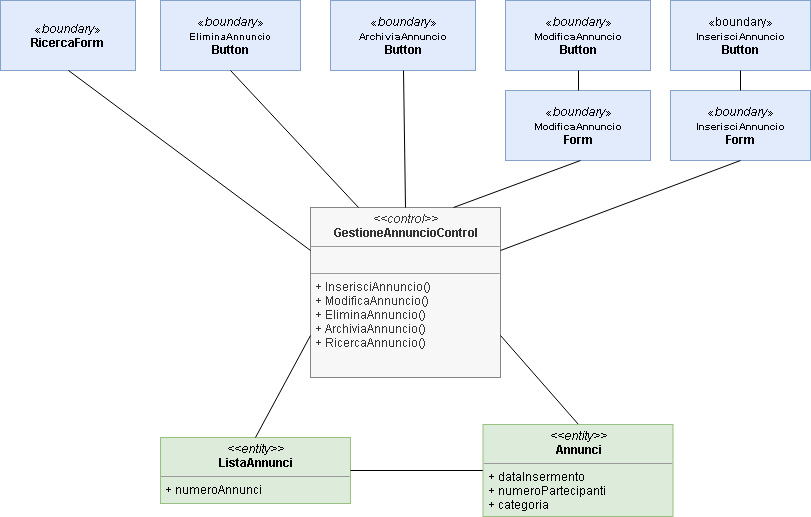 «boundary»
RicercaForm
«boundary»
EliminaAnnuncio
Button
«boundary»
ArchiviaAnnuncio
Button
«boundary»
ModificaAnnuncio
Button
«boundary»
InserisciAnnuncio
Button
«boundary»
ModificaAnnuncio
Form
«boundary»
InserisciAnnuncio
Form
<<control>>
GestioneAnnuncioControl
+ InserisciAnnuncio()
+ ModificaAnnuncio()
+ EliminaAnnuncio()
+ ArchiviaAnnuncio()
+ RicercaAnnuncio()
<<entity>>
ListaAnnunci
+ numeroAnnunci
<<entity>>
Annunci
+ dataInsermento
+ numeroPartecipanti
+ categoria